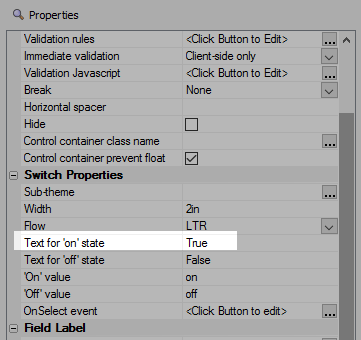 Properties
Validation rules <Click Button to Edit> ...
Immediate validation Client-side only
Validation Javascript <Click Button to Edit> ...
Break None
Horizontal spacer
Hide
Control container class name ...
Control container prevent float
Switch Properties
Sub-theme ...
Width 2in
Flow LTR
Text for 'on' state True
Text for 'off' state False
'On' value on
'Off' value off
OnSelect event <Click Button to edit> ...
Field Label